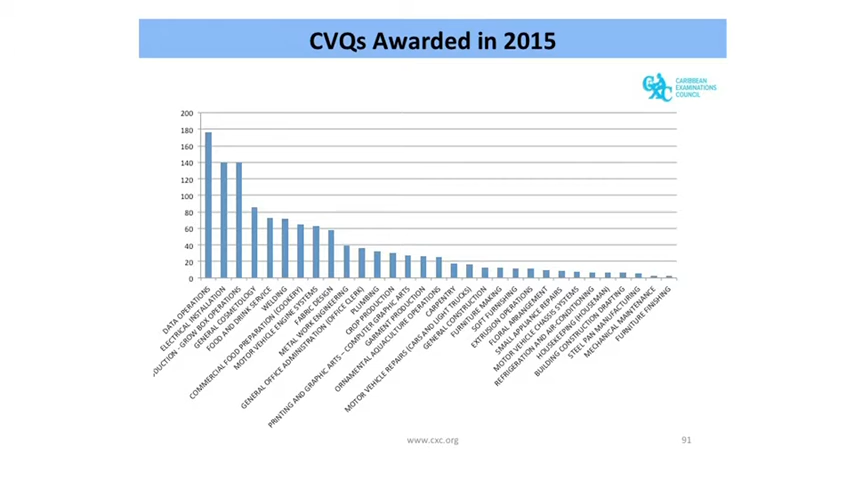 CVQs Awarded in 2015
CXC
CARIBBEAN
EXAMINATIONS
COUNCIL
200
180
160
140
120
100
80
60
40
20
0
DATA OPERATIONS
ELECTRICAL INSTALLATION
- GROW BOX OPERATIONS
GENERAL COSMETOLOGY
FOOD AND DRINK SERVICE
WELDING
COMMERCIAL FOOD PREPARATION (COOKERY)
MOTOR VEHICLE ENGINE SYSTEMS
FABRIC DESIGN
METAL WORK ENGINEERING
GENERAL OFFICE ADMINISTRATION (OFFICE CLERK)
PLUMBING
CROP PRODUCTION
PRINTING AND GRAPHIC ARTS – COMPUTER GRAPHIC ARTS
GARMENT PRODUCTION
ORNAMENTAL AQUACULTURE OPERATIONS
CARPENTRY
MOTOR VEHICLE REPAIRS (CARS AND LIGHT TRUCKS)
GENERAL CONSTRUCTION
FURNITURE MAKING
SOFT FURNISHING
EXTRUSION OPERATIONS
FLORAL ARRANGEMENT
SMALL APPLIANCE REPAIRS
MOTOR VEHICLE CHASSIS SYSTEMS
REFRIGERATION AND AIR-CONDITIONING
HOUSEKEEPING (HOUSEMAN)
BUILDING CONSTRUCTION DRAFTING
STEEL PAN MANUFACTURING
MECHANICAL MAINTENANCE
FURNITURE FINISHING
www.cxc.org
91